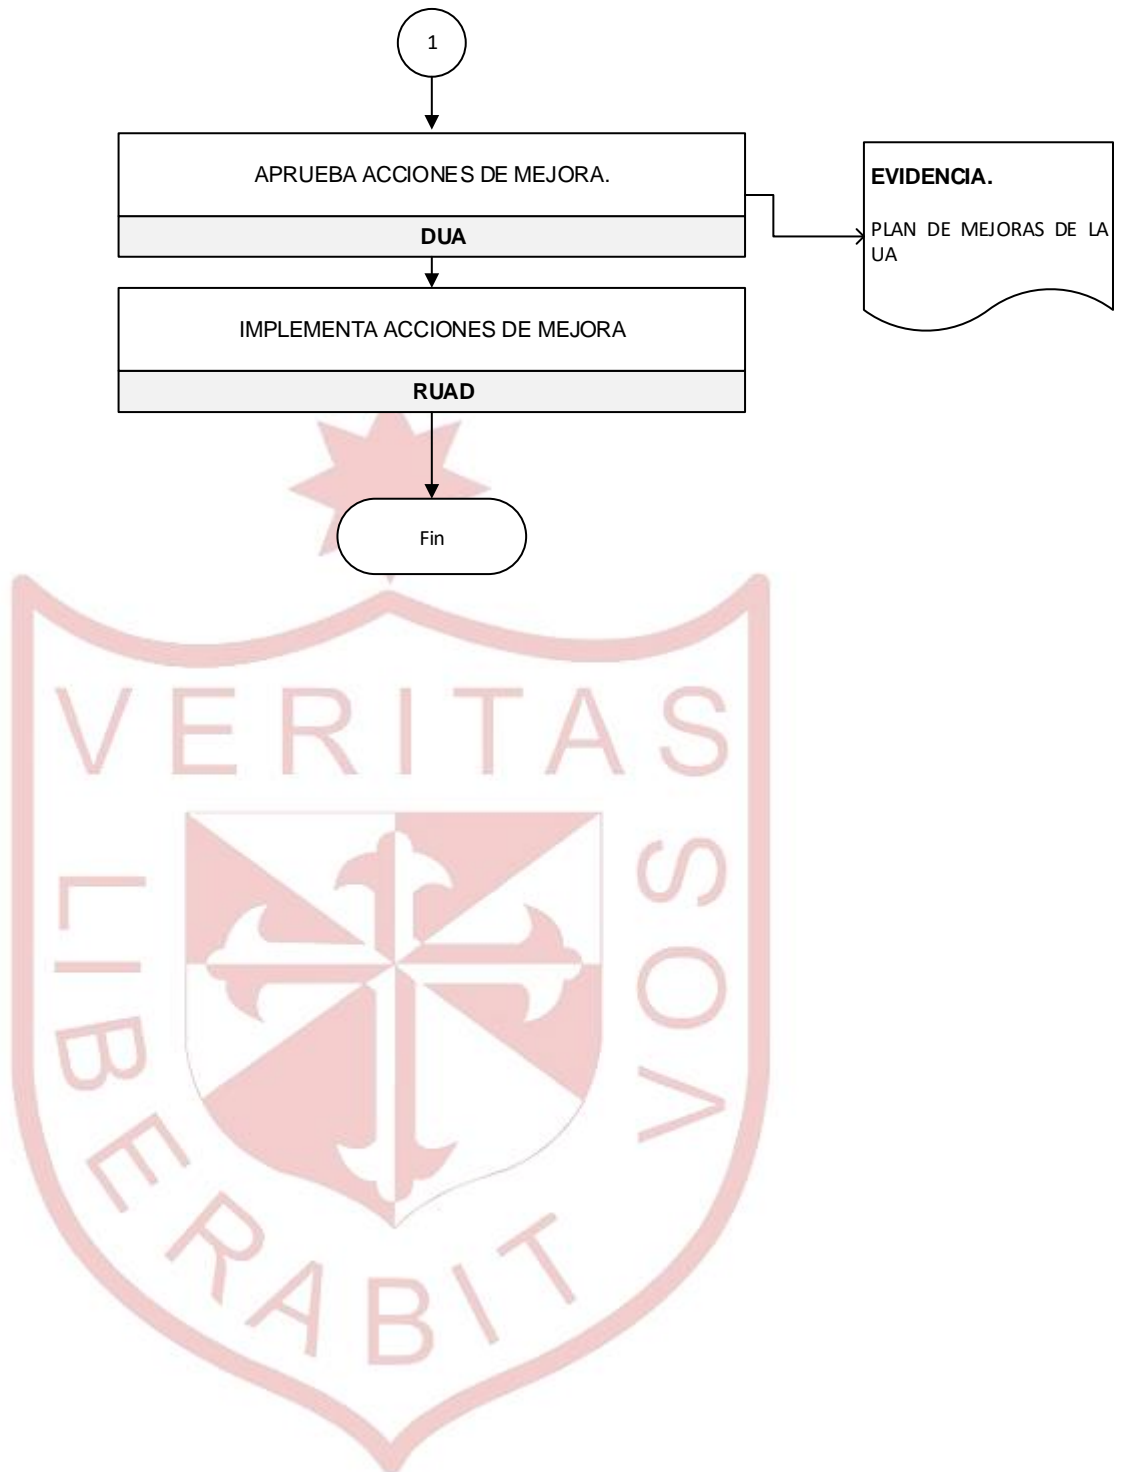 1
APRUEBA ACCIONES DE MEJORA.
DUA
EVIDENCIA.
PLAN DE MEJORAS DE LA
UA
IMPLEMENTA ACCIONES DE MEJORA
RUAD
Fin
VERITAS
LIBERABIT
VOS